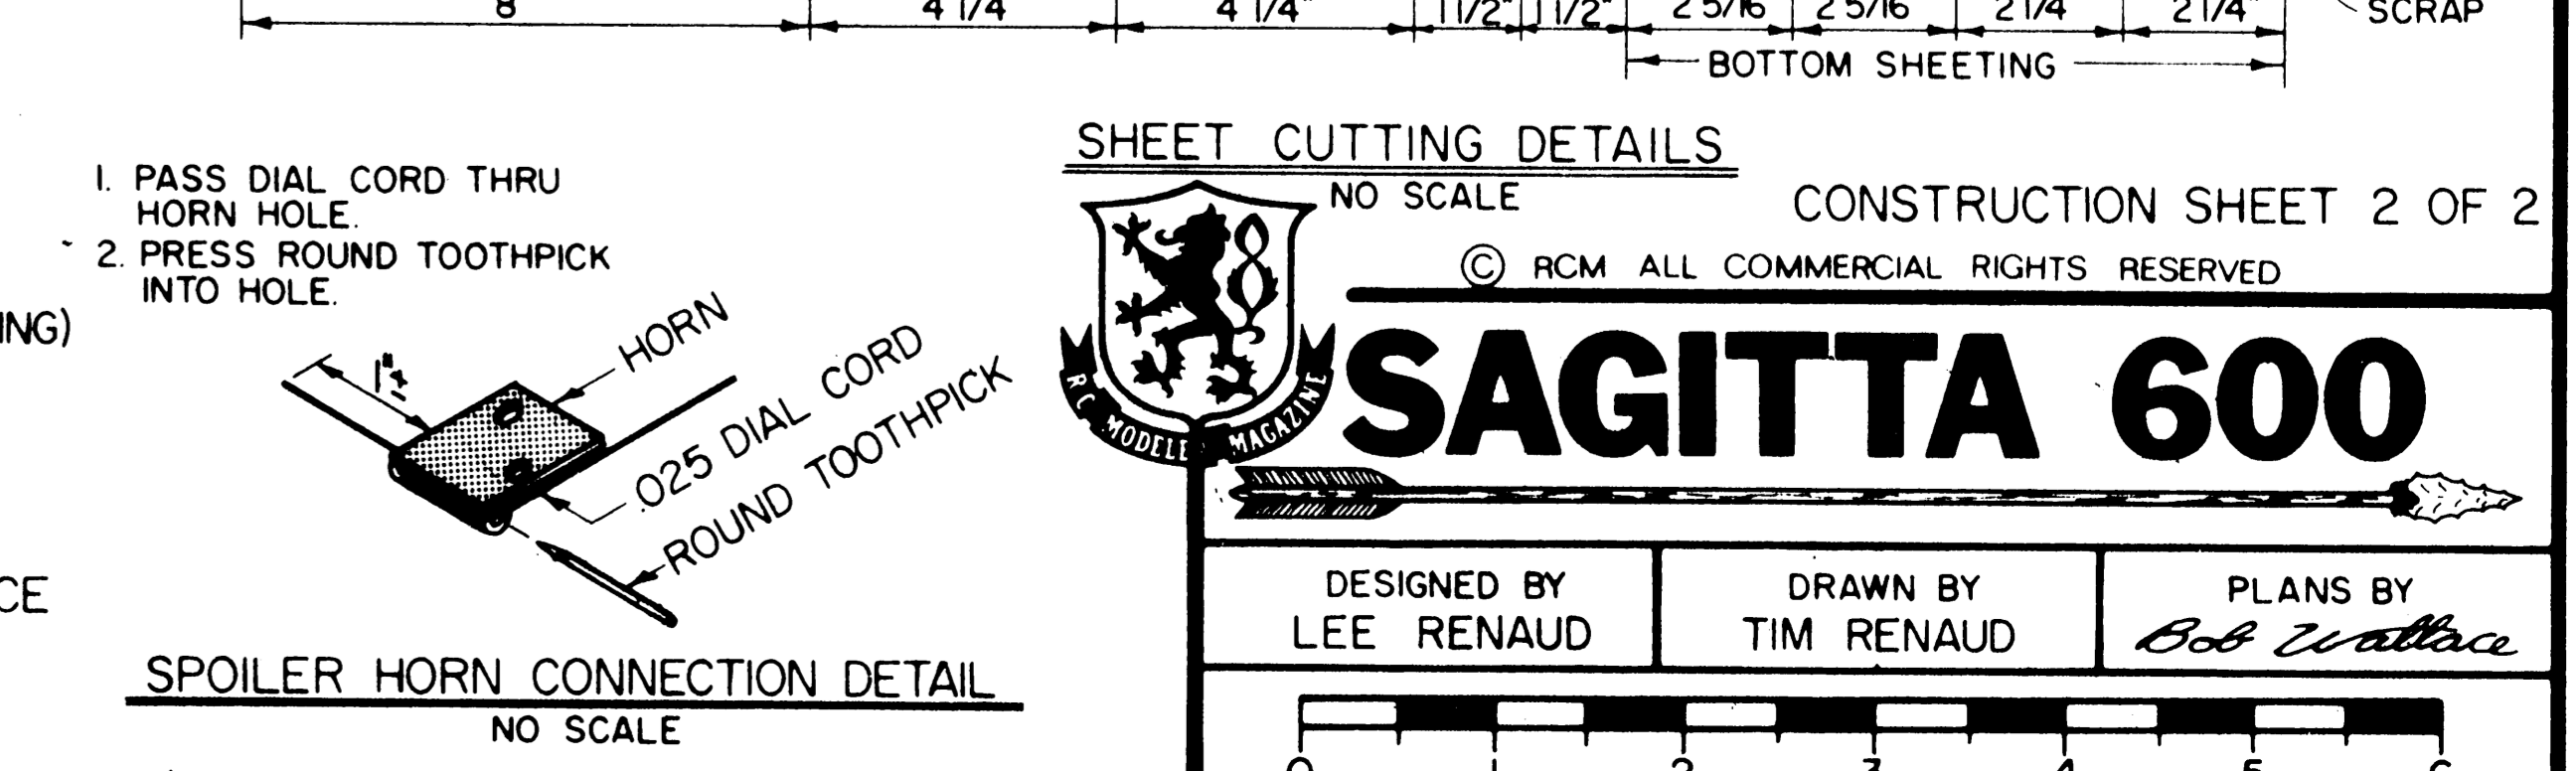 8 4 1/4" 4 1/4" 1 1/2" 1 1/2" 2 5/16 2 5/16 2 1/4 2 1/4"
SCRAP
BOTTOM SHEETING
SHEET CUTTING DETAILS
NO SCALE
CONSTRUCTION SHEET 2 OF 2
© RCM ALL COMMERCIAL RIGHTS RESERVED
1. PASS DIAL CORD THRU
HORN HOLE.
2. PRESS ROUND TOOTHPICK
INTO HOLE.
ING)
1"±
HORN
.025 DIAL CORD
ROUND TOOTHPICK
CE
SPOILER HORN CONNECTION DETAIL
NO SCALE
RC MODELE MAGAZINE
SAGITTA 600
DESIGNED BY
LEE RENAUD
DRAWN BY
TIM RENAUD
PLANS BY
Bob Wallace
0 1 2 3 4 5